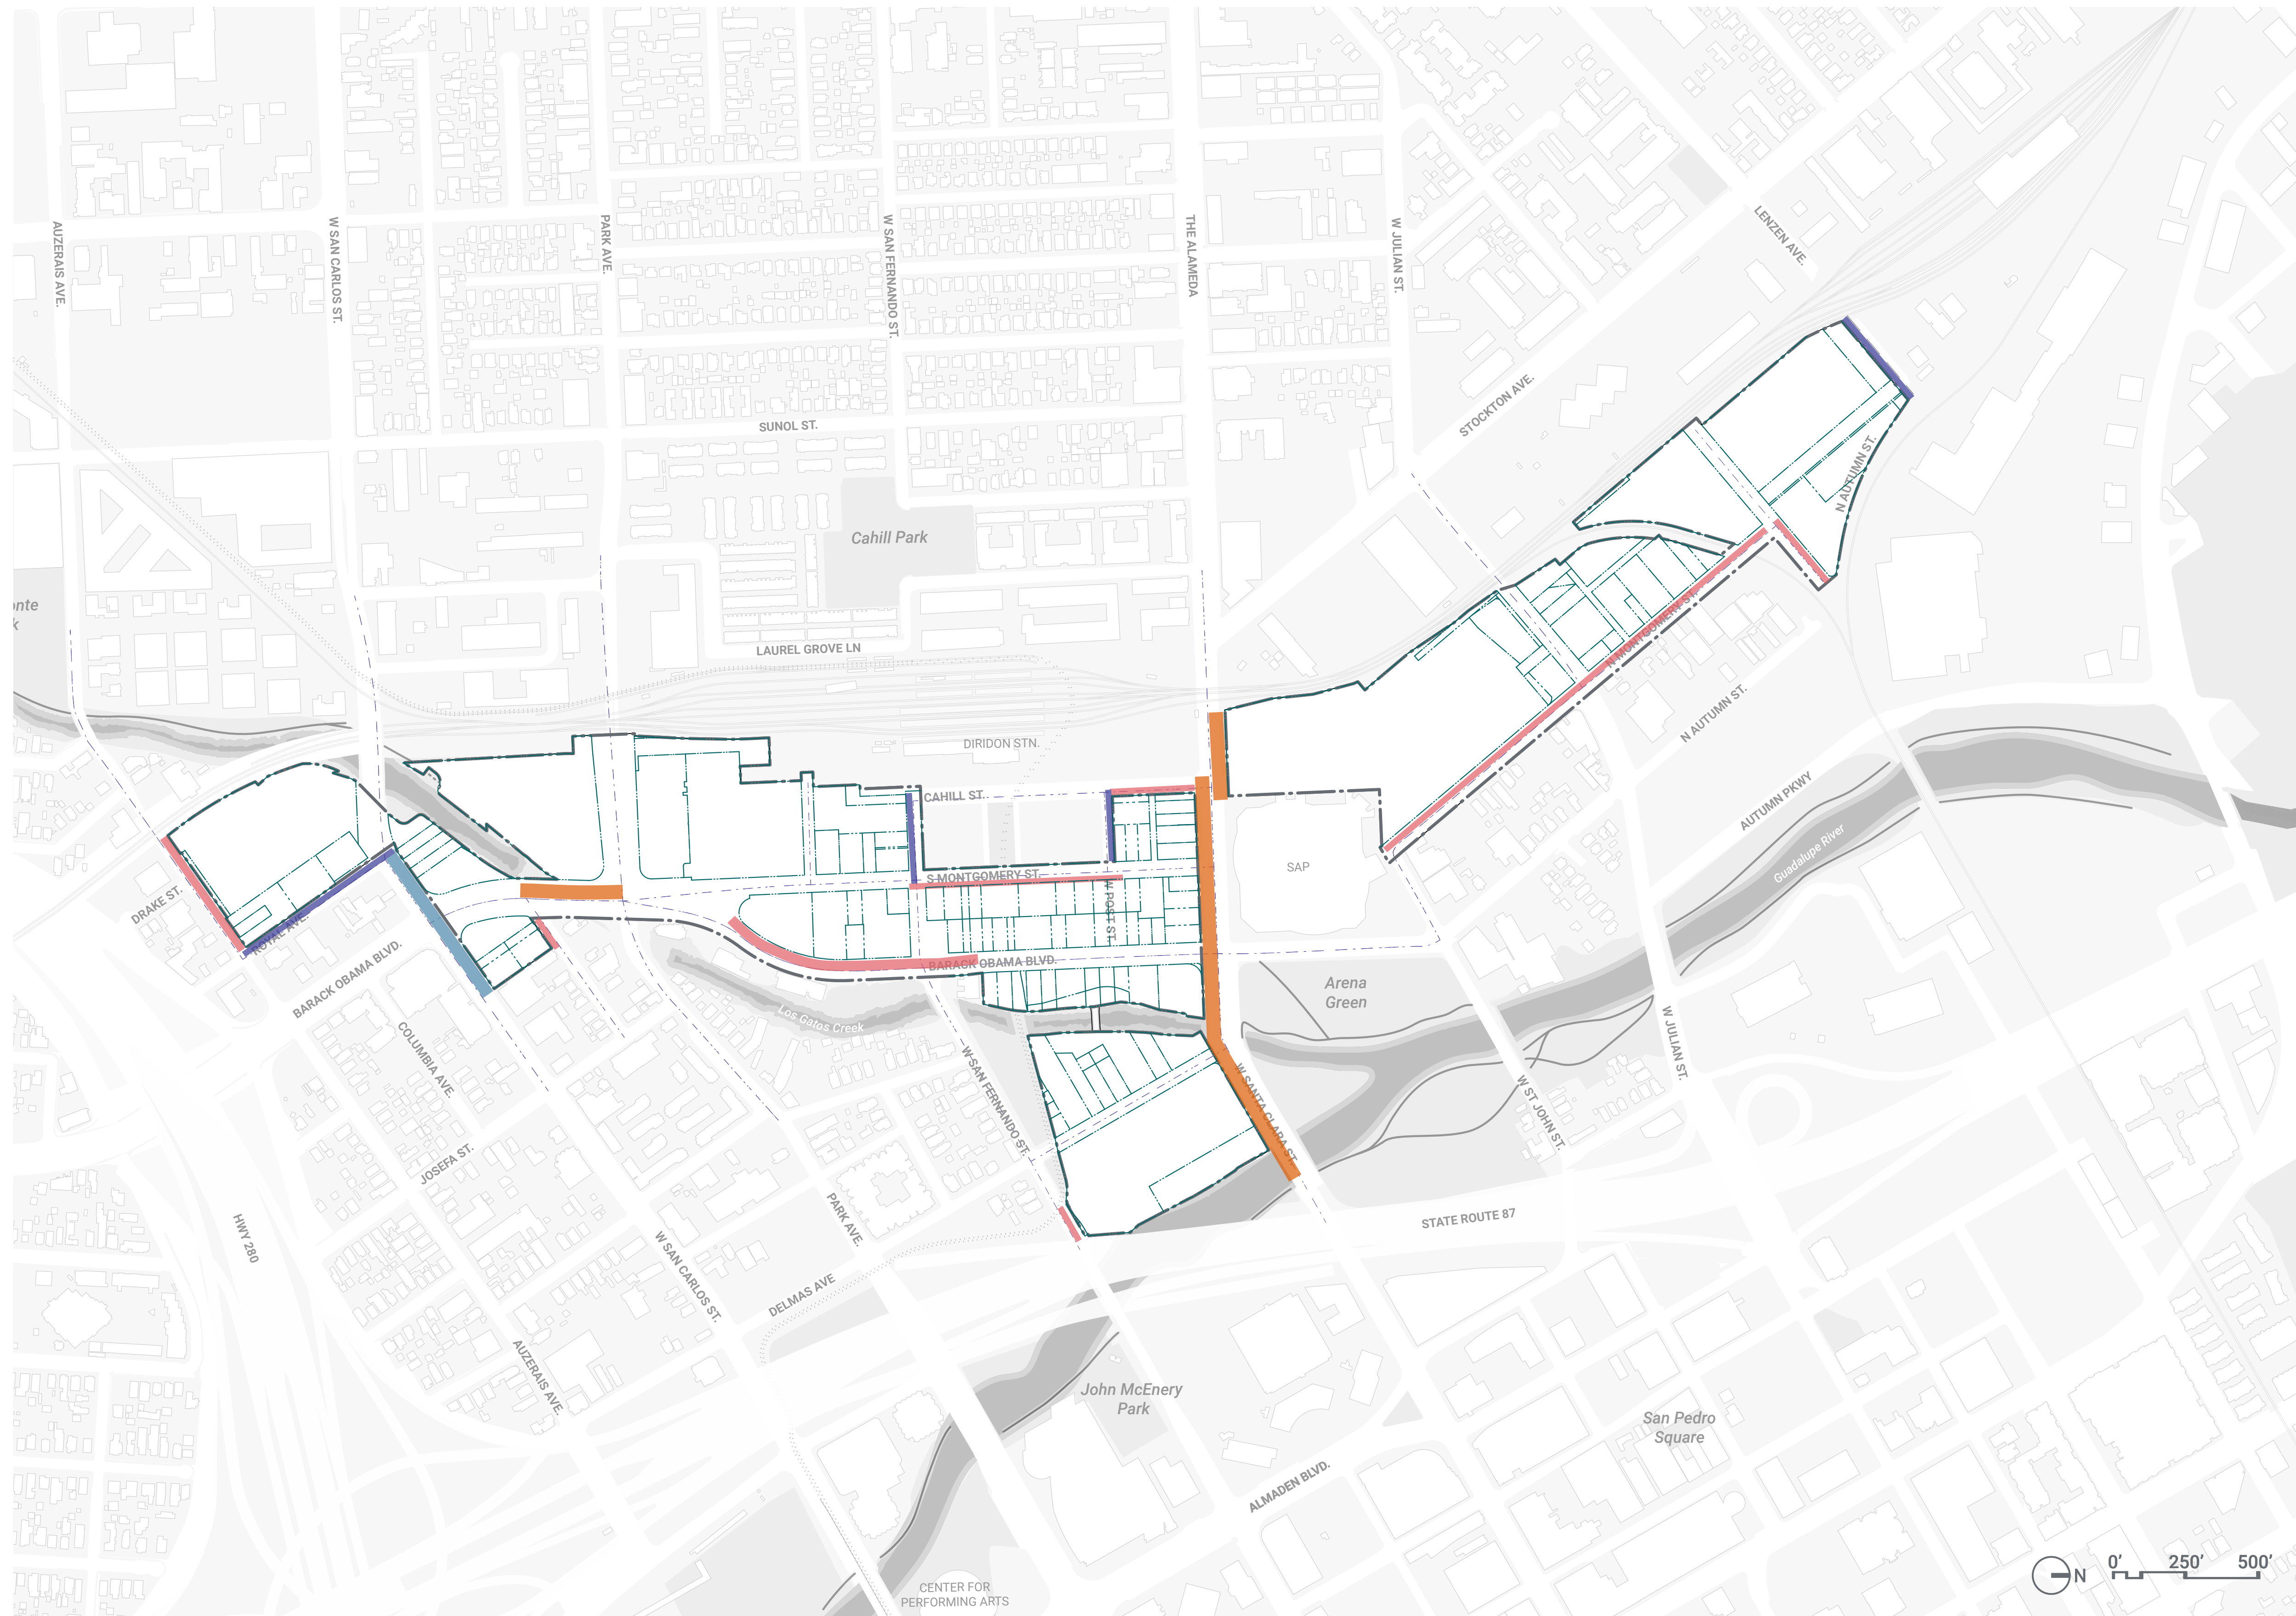 AUZERAIS AVE.
W SAN CARLOS ST.
PARK AVE.
W SAN FERNANDO ST.
THE ALAMEDA
W JULIAN ST.
LENZEN AVE.
STOCKTON AVE.
SUNOL ST.
N AUTUMN ST.
Cahill Park
onte
k
LAUREL GROVE LN
N MONTGOMERY ST.
N AUTUMN ST.
DIRIDON STN.
CAHILL ST.
AUTUMN PKWY
Guadalupe River
SAP
S MONTGOMERY ST.
W POST ST.
DRAKE ST.
ROYAL AVE.
BARACK OBAMA BLVD.
BARACK OBAMA BLVD.
Arena
Green
Los Gatos Creek
COLUMBIA AVE.
W SAN FERNANDO ST.
W SANTA CLARA ST.
W ST JOHN ST.
W JULIAN ST.
JOSEFA ST.
HWY 280
PARK AVE.
STATE ROUTE 87
W SAN CARLOS ST.
DELMAS AVE
AUZERAIS AVE.
John McEnery
Park
San Pedro
Square
ALMADEN BLVD.
CENTER FOR
PERFORMING ARTS
N
0' 250' 500'